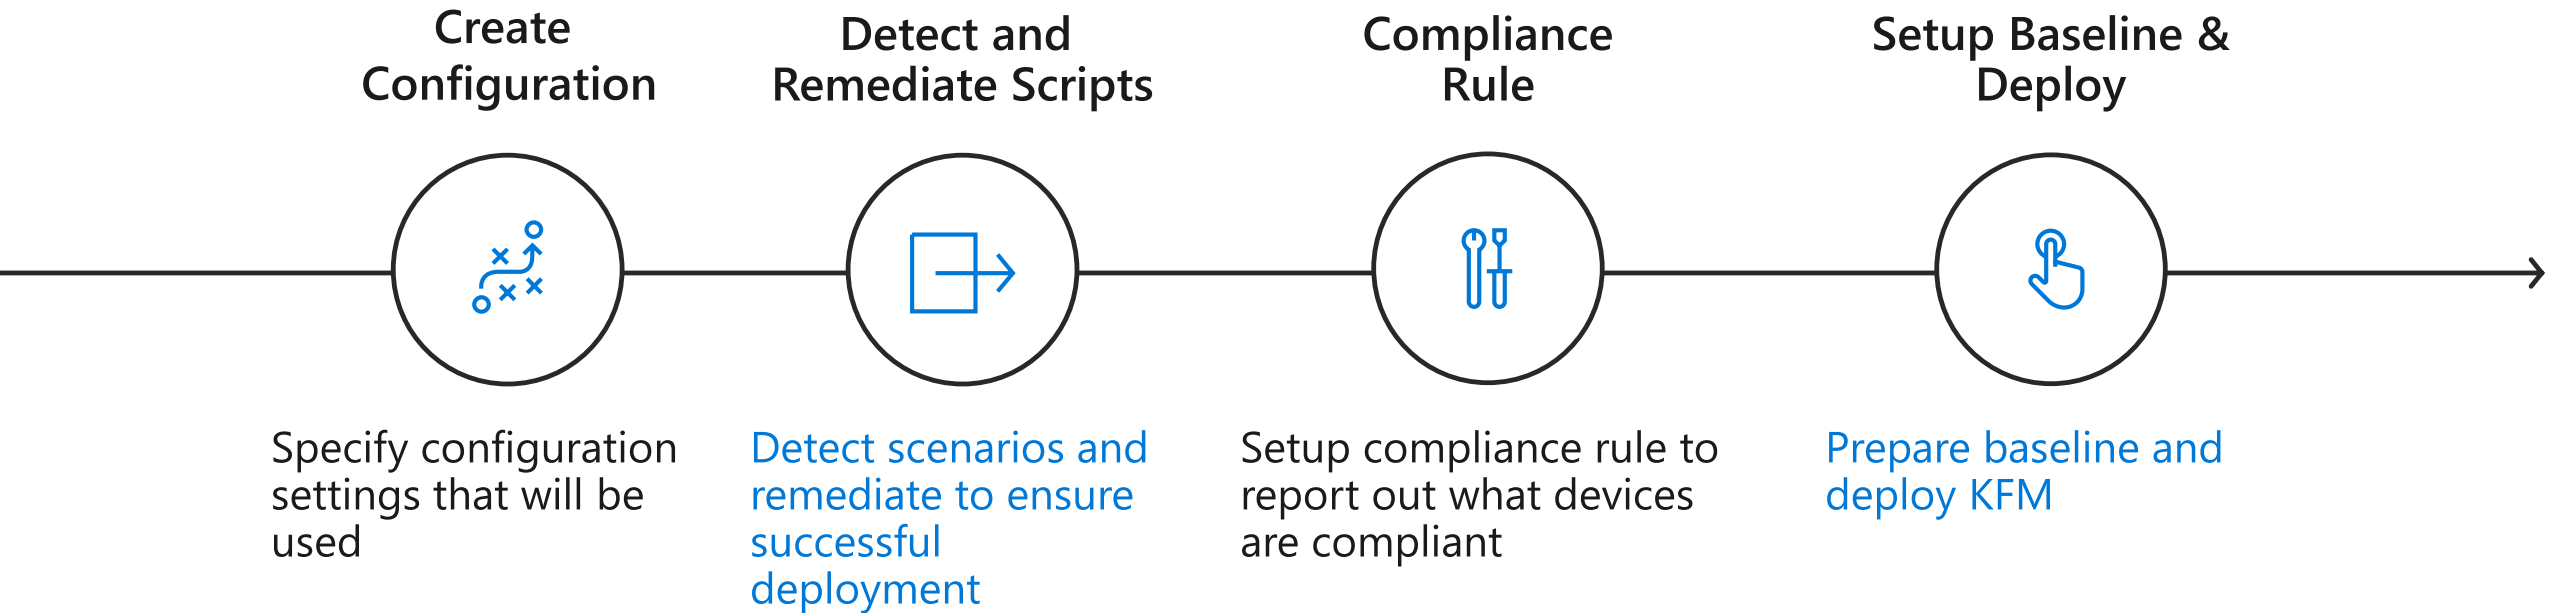 Create
Configuration
Detect and
Remediate Scripts
Compliance
Rule
Setup Baseline &
Deploy
Specify configuration
settings that will be
used
Detect scenarios and
remediate to ensure
successful
deployment
Setup compliance rule to
report out what devices
are compliant
Prepare baseline and
deploy KFM